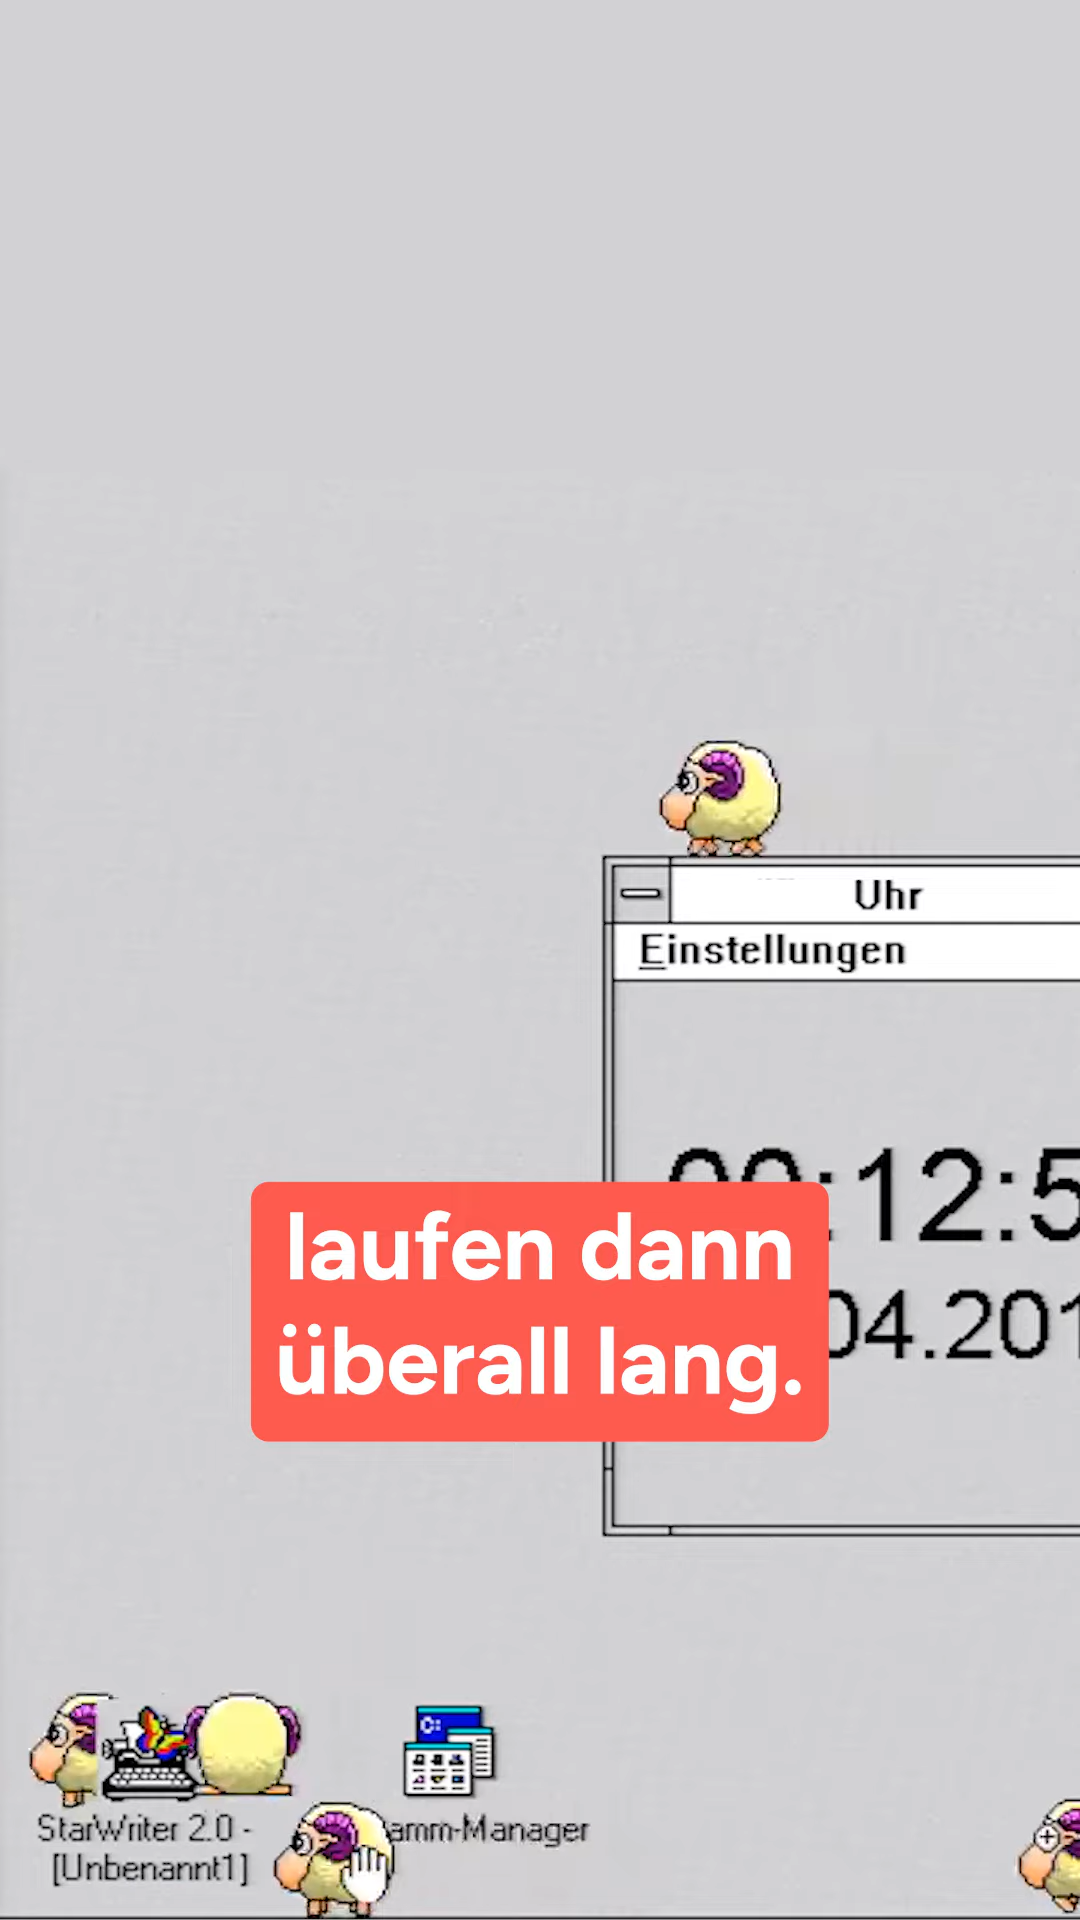 Uhr
Einstellungen
:12:5
laufen dann
überall lang.
04.201
C:
StarWriter 2.0 -
[Unbenannt1]
amm-Manager